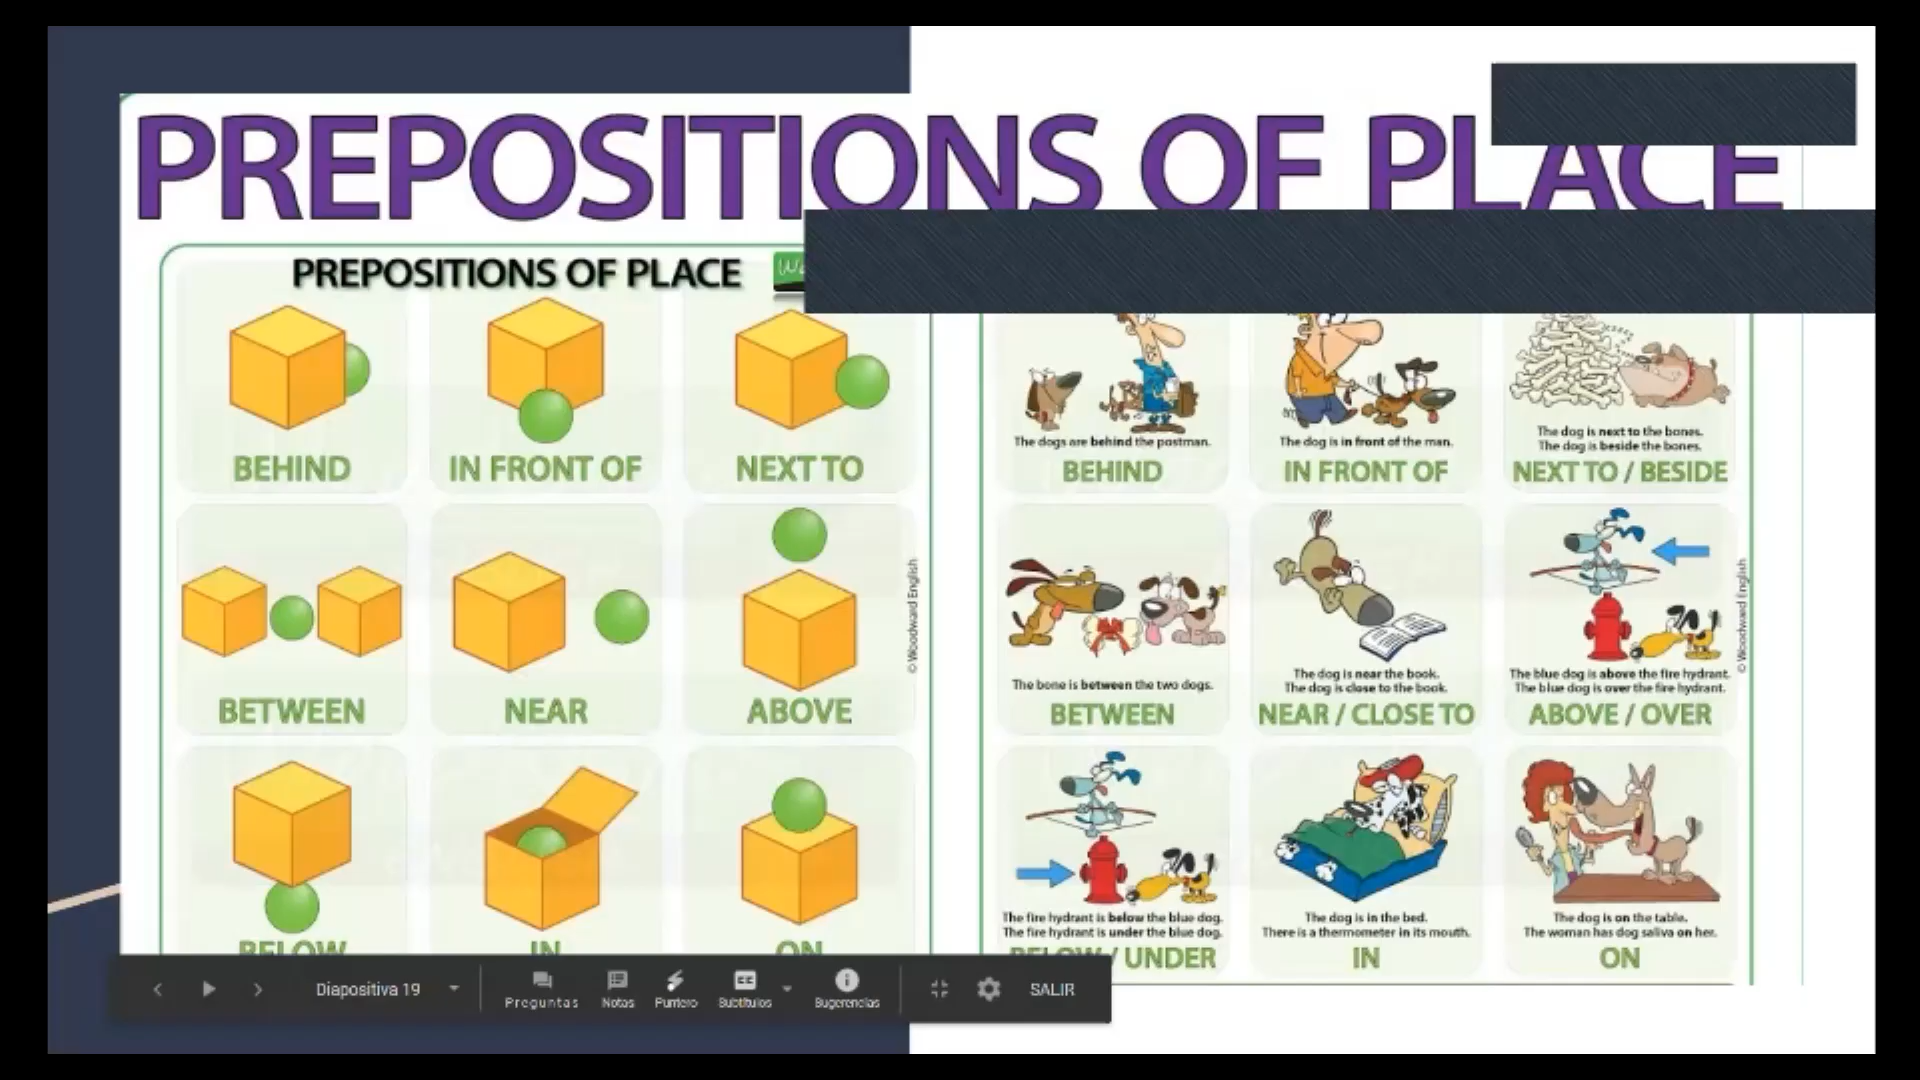 PREPOSITIONS OF PLACE
PREPOSITIONS OF PLACE
BEHIND
IN FRONT OF
NEXT TO
BETWEEN
NEAR
ABOVE
BELOW
IN
ON
© Woodward English
The dogs are behind the postman.
BEHIND
The dog is in front of the man.
IN FRONT OF
The dog is next to the bones.
The dog is beside the bones.
NEXT TO / BESIDE
The bone is between the two dogs.
BETWEEN
The dog is near the book.
The dog is close to the book.
NEAR / CLOSE TO
The blue dog is above the fire hydrant.
The blue dog is over the fire hydrant.
ABOVE / OVER
The fire hydrant is below the blue dog.
The fire hydrant is under the blue dog.
BELOW / UNDER
The dog is in the bed.
There is a thermometer in its mouth.
IN
The dog is on the table.
The woman has dog saliva on her.
ON
© Woodward English
Diapositiva 19
Preguntas
Notas
Puntero
Subtítulos
Sugerencias
SALIR